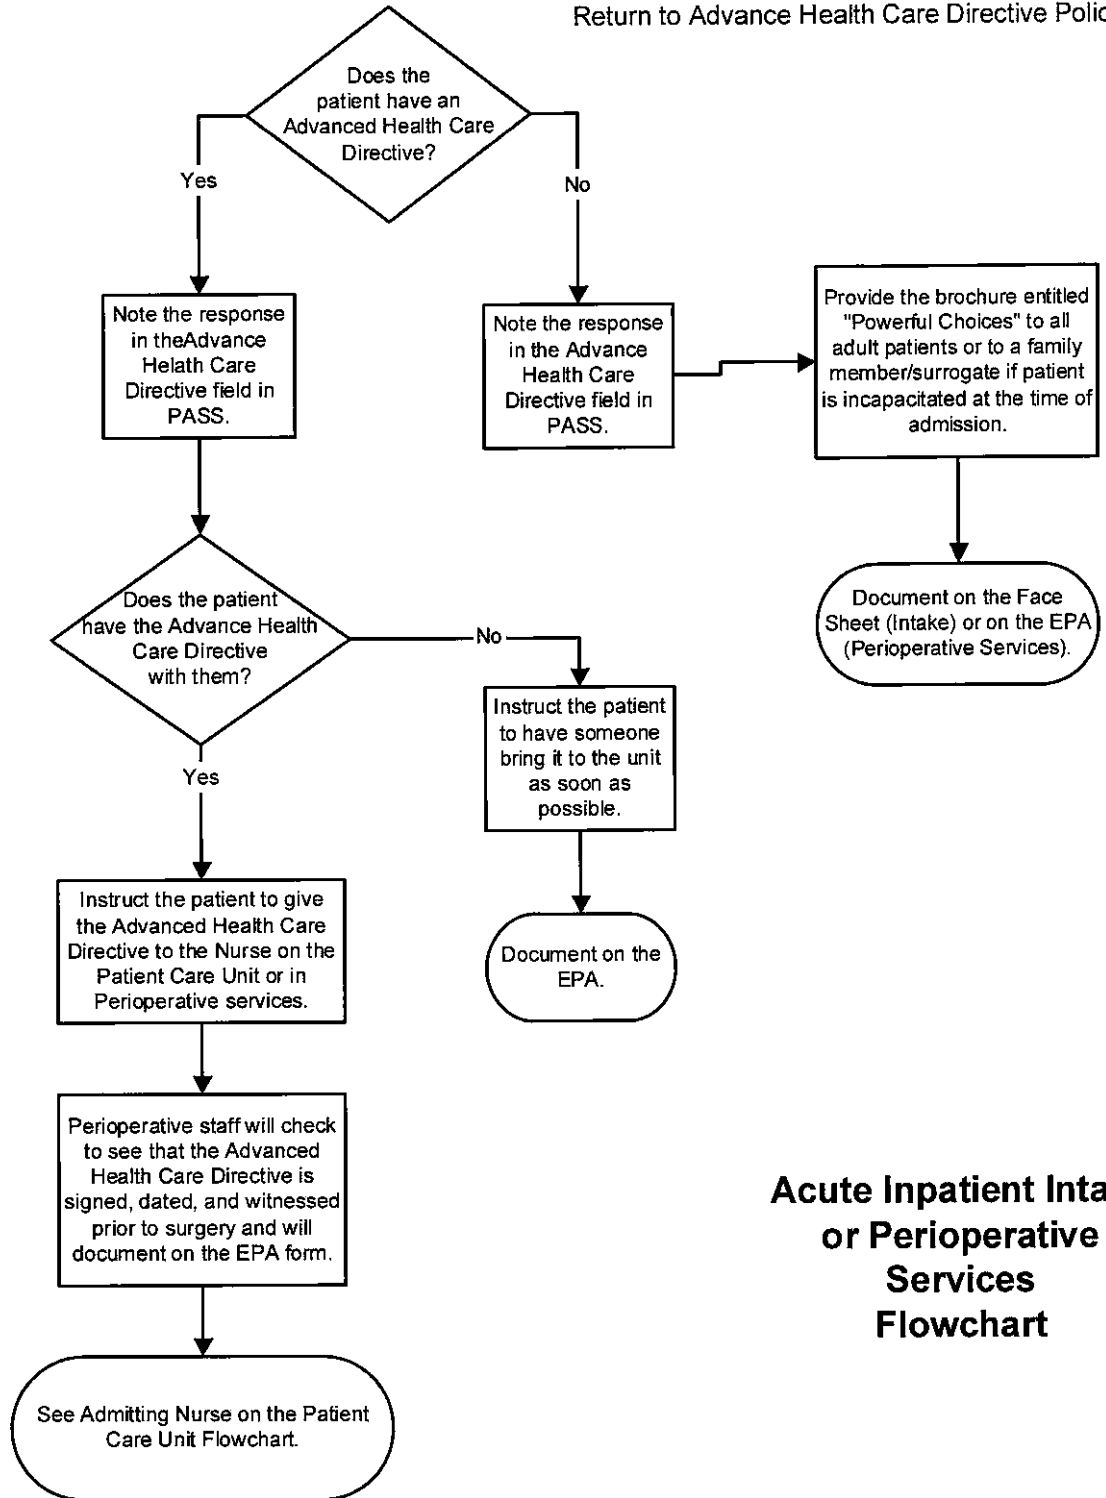 Return to Advance Health Care Directive Polic
Does the
patient have an
Advanced Health Care
Directive?
Yes
No
Note the response
in theAdvance
Helath Care
Directive field in
PASS.
Note the response
in the Advance
Health Care
Directive field in
PASS.
Provide the brochure entitled
"Powerful Choices" to all
adult patients or to a family
member/surrogate if patient
is incapacitated at the time of
admission.
Document on the Face
Sheet (Intake) or on the EPA
(Perioperative Services).
Does the patient
have the Advance Health
Care Directive
with them?
No
Yes
Instruct the patient
to have someone
bring it to the unit
as soon as
possible.
Document on the
EPA.
Instruct the patient to give
the Advanced Health Care
Directive to the Nurse on the
Patient Care Unit or in
Perioperative services.
Perioperative staff will check
to see that the Advanced
Health Care Directive is
signed, dated, and witnessed
prior to surgery and will
document on the EPA form.
See Admitting Nurse on the Patient
Care Unit Flowchart.
Acute Inpatient Inta
or Perioperative
Services
Flowchart